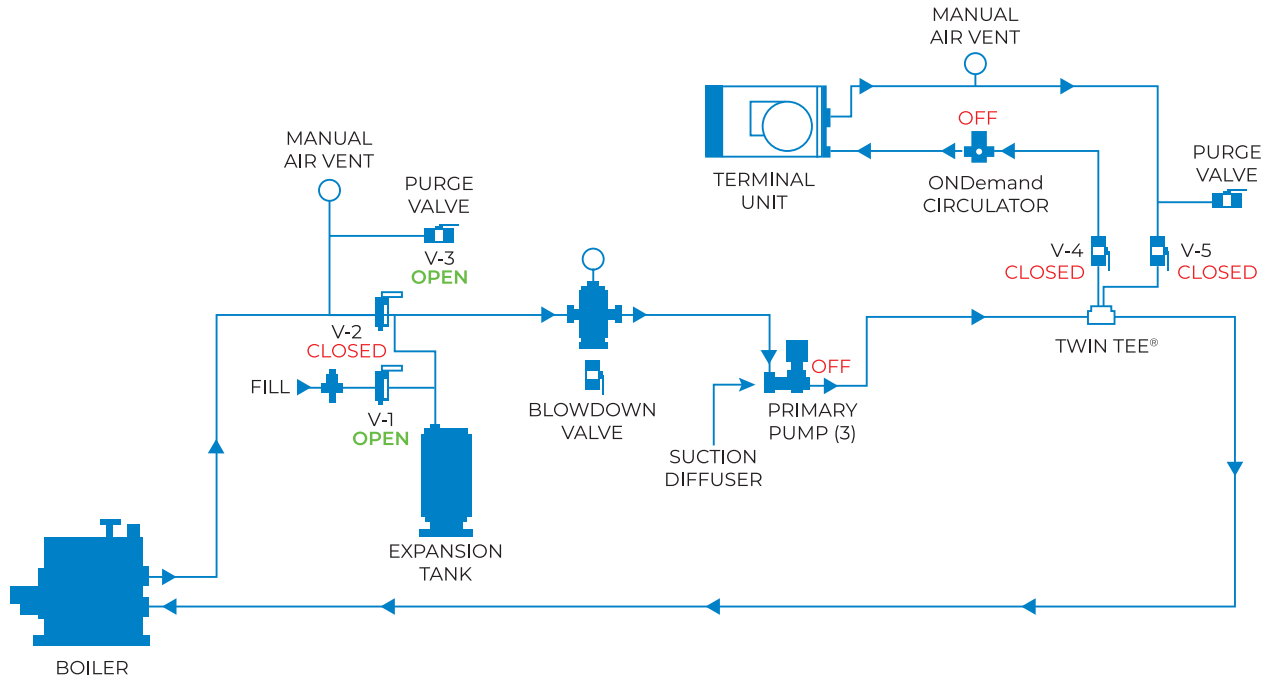 MANUAL
AIR VENT
MANUAL
AIR VENT
OFF
PURGE
VALVE
TERMINAL
UNIT
ONDemand
CIRCULATOR
PURGE
VALVE
V-3
OPEN
V-4
CLOSED
V-5
CLOSED
V-2
CLOSED
TWIN TEE®
FILL
V-1
OPEN
BLOWDOWN
VALVE
OFF
PRIMARY
PUMP (3)
SUCTION
DIFFUSER
EXPANSION
TANK
BOILER